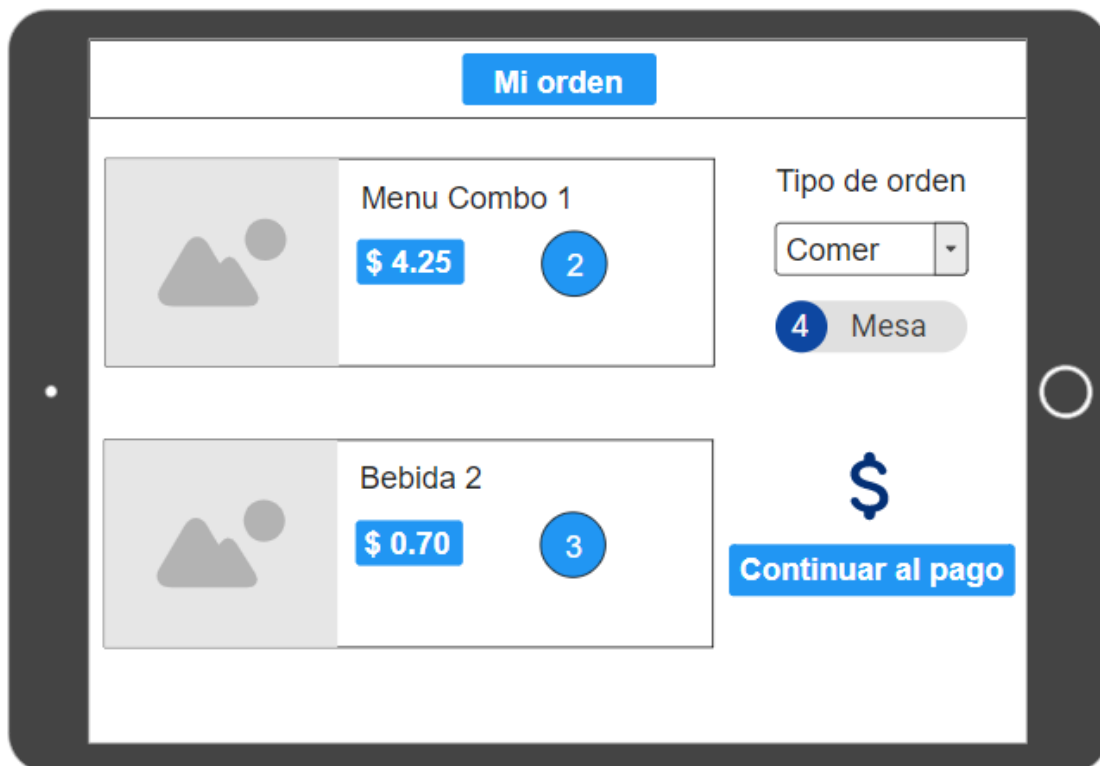 Mi orden
Menu Combo 1
$ 4.25
2
Tipo de orden
Comer
4 Mesa
Bebida 2
$ 0.70
3
$
Continuar al pago